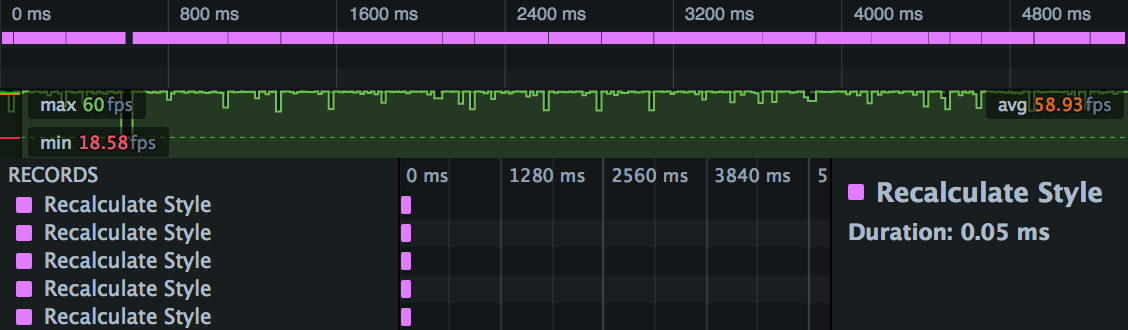 0 ms 800 ms 1600 ms 2400 ms 3200 ms 4000 ms 4800 ms
max 60fps avg 58.93fps
min 18.58fps
RECORDS 0 ms 1280 ms 2560 ms 3840 ms 5
Recalculate Style
Recalculate Style
Recalculate Style
Recalculate Style
Recalculate Style
Recalculate Style
Duration: 0.05 ms